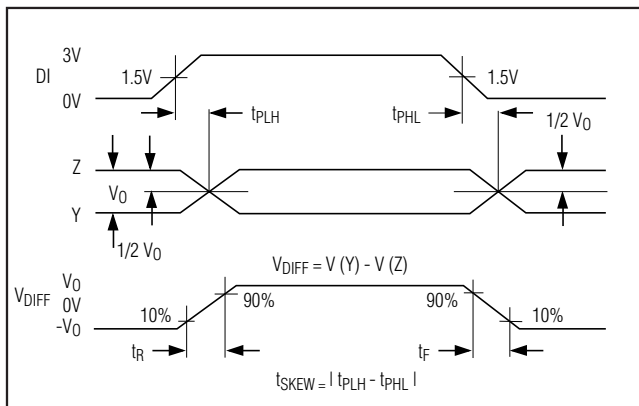 3V
DI
1.5V
1.5V
0V
tPLH
tPHL
1/2 VO
Z
VO
Y
1/2 VO
VDIFF = V (Y) - V (Z)
VO
VDIFF 0V
-VO
10%
90%
90%
10%
tR
tF
tSKEW = | tPLH - tPHL |